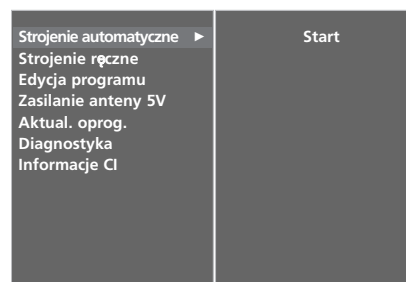 Strojenie automatyczne ► Start
Strojenie ręczne
Edycja programu
Zasilanie anteny 5V
Aktual. oprog.
Diagnostyka
Informacje CI